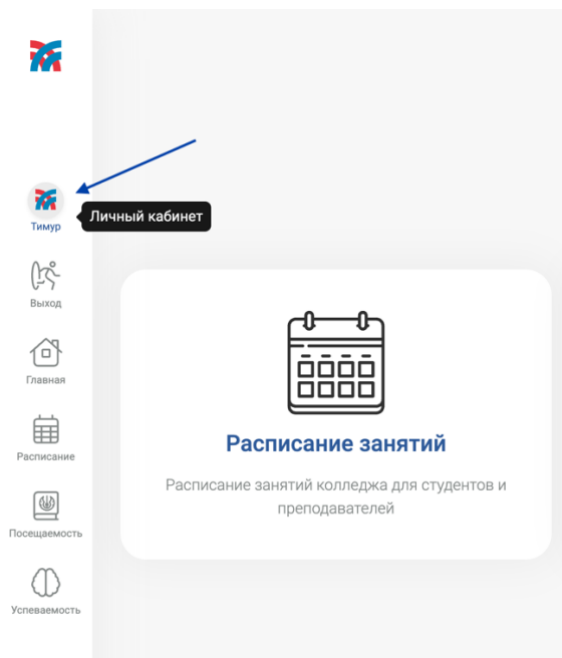 Тимур
Личный кабинет
Выход
Главная
Расписание
Посещаемость
Успеваемость
Расписание занятий
Расписание занятий колледжа для студентов и
преподавателей